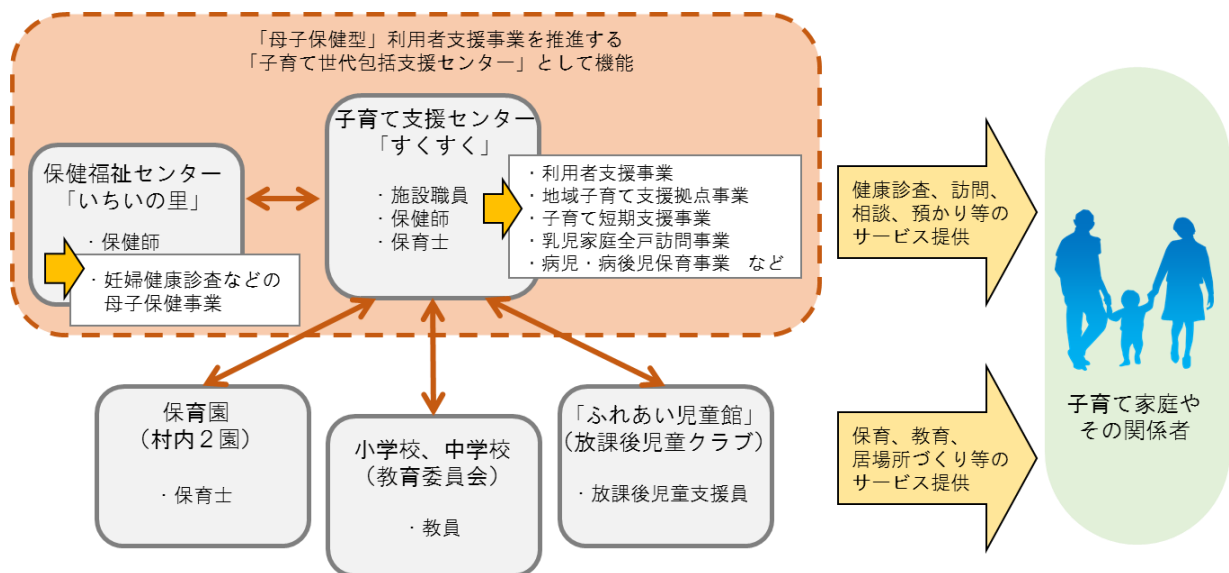 「母子保健型」利用者支援事業を推進する
「子育て世代包括支援センター」として機能
子育て支援センター
「すくすく」
・施設職員
・保健師
・保育士
・利用者支援事業
・地域子育て支援拠点事業
・子育て短期支援事業
・乳児家庭全戸訪問事業
・病児・病後児保育事業　など
保健福祉センター
「いちいの里」
・保健師
・妊婦健康診査などの
母子保健事業
健康診査、訪問、
相談、預かり等の
サービス提供
保育園
（村内２園）
・保育士
小学校、中学校
（教育委員会）
・教員
「ふれあい児童館」
（放課後児童クラブ）
・放課後児童支援員
保育、教育、
居場所づくり等の
サービス提供
子育て家庭や
その関係者